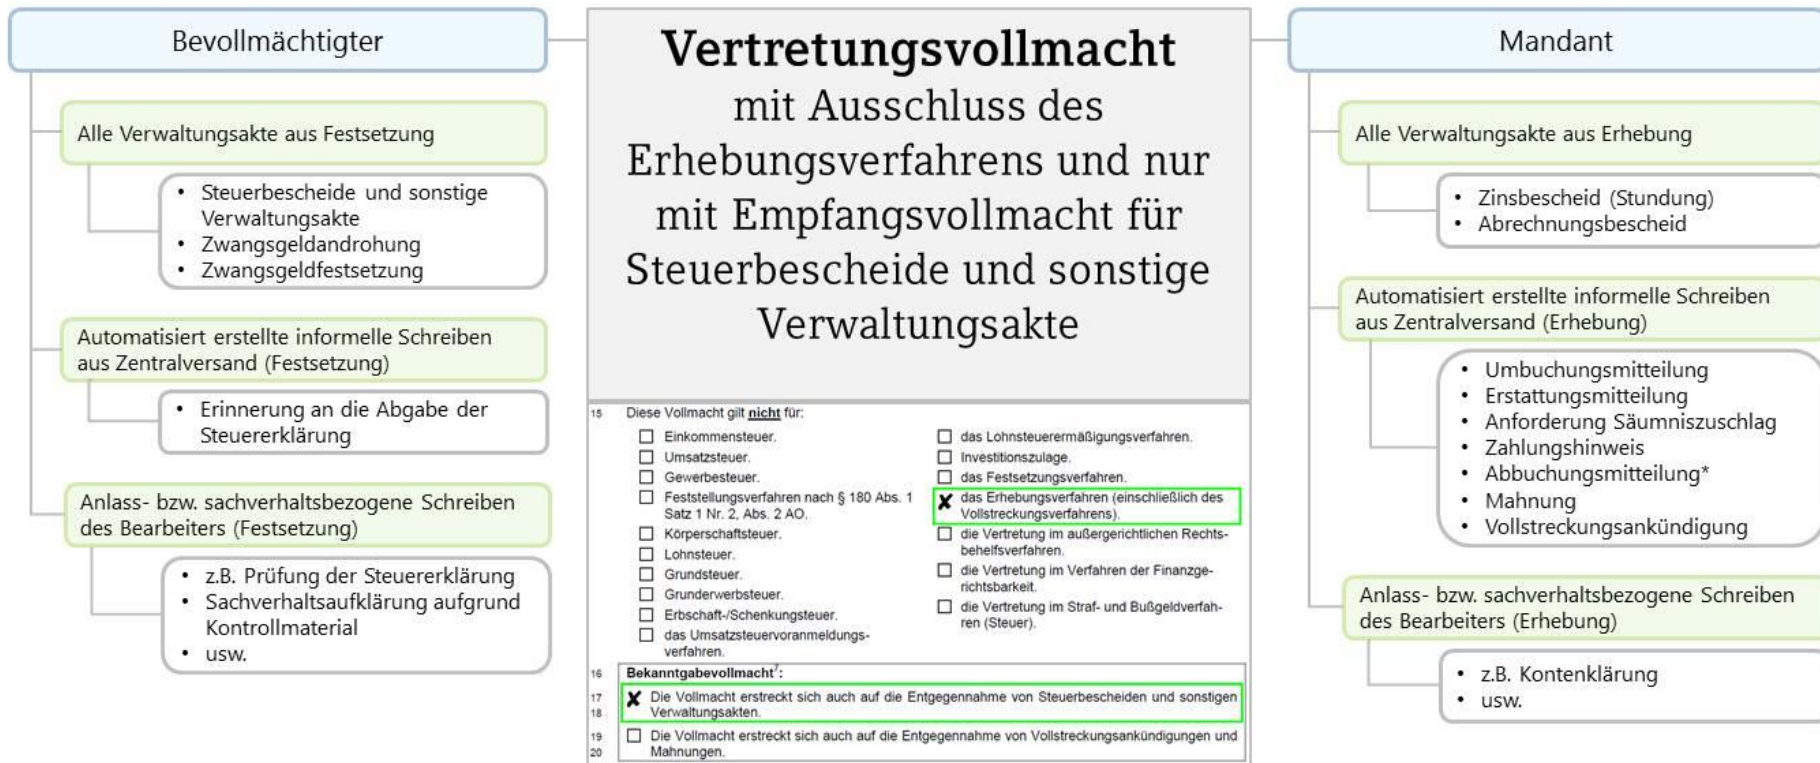 Bevollmächtigter
Alle Verwaltungsakte aus Festsetzung
• Steuerbescheide und sonstige
Verwaltungsakte
• Zwangsgeldandrohung
• Zwangsgeldfestsetzung
Automatisiert erstellte informelle Schreiben
aus Zentralversand (Festsetzung)
• Erinnerung an die Abgabe der
Steuererklärung
Anlass- bzw. sachverhaltsbezogene Schreiben
des Bearbeiters (Festsetzung)
• z.B. Prüfung der Steuererklärung
• Sachverhaltsaufklärung aufgrund
Kontrollmaterial
• usw.
Vertretungsvollmacht
mit Ausschluss des
Erhebungsverfahrens und nur
mit Empfangsvollmacht für
Steuerbescheide und sonstige
Verwaltungsakte
15 Diese Vollmacht gilt nicht für:
☐ Einkommensteuer.
☐ Umsatzsteuer.
☐ Gewerbesteuer.
☐ Feststellungsverfahren nach § 180 Abs. 1
Satz 1 Nr. 2, Abs. 2 AO.
☐ Körperschaftsteuer.
☐ Lohnsteuer.
☐ Grundsteuer.
☐ Grunderwerbsteuer.
☐ Erbschaft-/Schenkungsteuer.
☐ das Umsatzsteuervoranmeldungs-
verfahren.
☐ das Lohnsteuerermäßigungsverfahren.
☐ Investitionszulage.
☐ das Festsetzungsverfahren.
✘ das Erhebungsverfahren (einschließlich des
Vollstreckungsverfahrens).
☐ die Vertretung im außergerichtlichen Rechts-
behelfsverfahren.
☐ die Vertretung im Verfahren der Finanzge-
richtsbarkeit.
☐ die Vertretung im Straf- und Bußgeldverfah-
ren (Steuer).
16 Bekanntgabevollmacht⁷:
17 ✘ Die Vollmacht erstreckt sich auch auf die Entgegennahme von Steuerbescheiden und sonstigen
18 Verwaltungsakten.
19 ☐ Die Vollmacht erstreckt sich auch auf die Entgegennahme von Vollstreckungsankündigungen und
20 Mahnungen.
Mandant
Alle Verwaltungsakte aus Erhebung
• Zinsbescheid (Stundung)
• Abrechnungsbescheid
Automatisiert erstellte informelle Schreiben
aus Zentralversand (Erhebung)
• Umbuchungsmitteilung
• Erstattungsmitteilung
• Anforderung Säumniszuschlag
• Zahlungshinweis
• Abbuchungsmitteilung*
• Mahnung
• Vollstreckungsankündigung
Anlass- bzw. sachverhaltsbezogene Schreiben
des Bearbeiters (Erhebung)
• z.B. Kontenklärung
• usw.